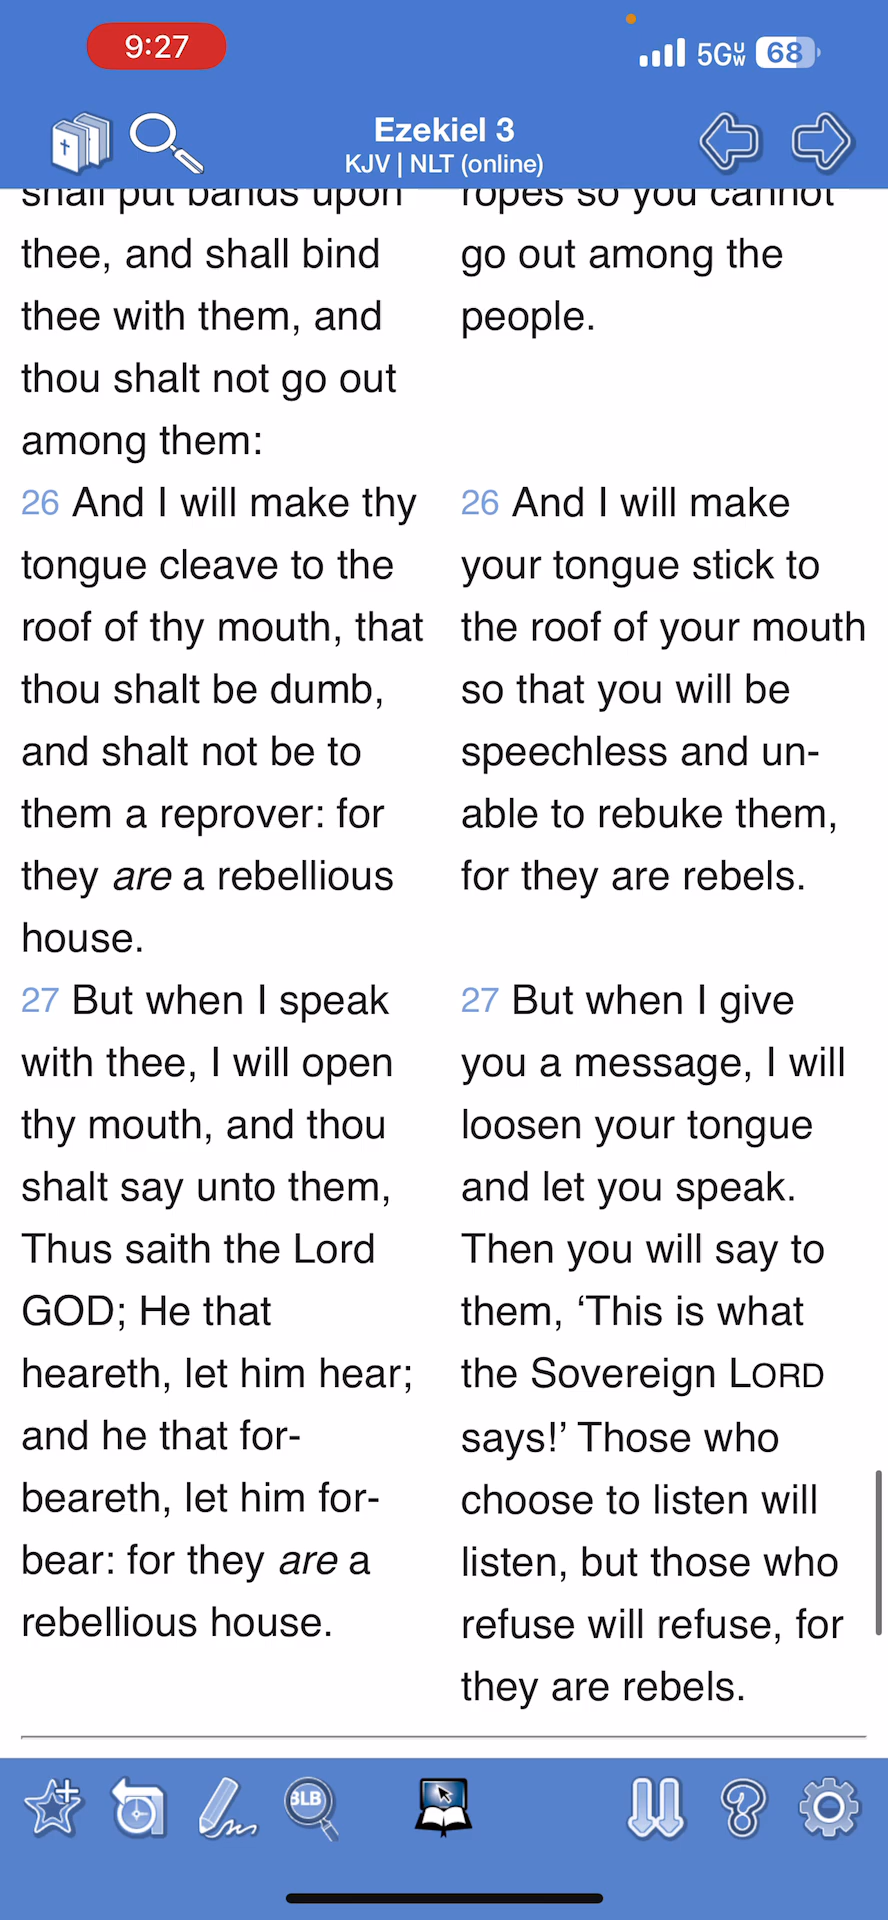 9:27
5G UW 68
Ezekiel 3
KJV | NLT (online)
shall put bands upon
thee, and shall bind
thee with them, and
thou shalt not go out
among them:
26 And I will make thy
tongue cleave to the
roof of thy mouth, that
thou shalt be dumb,
and shalt not be to
them a reprover: for
they are a rebellious
house.
27 But when I speak
with thee, I will open
thy mouth, and thou
shalt say unto them,
Thus saith the Lord
GOD; He that
heareth, let him hear;
and he that for-
beareth, let him for-
bear: for they are a
rebellious house.
ropes so you cannot
go out among the
people.
26 And I will make
your tongue stick to
the roof of your mouth
so that you will be
speechless and un-
able to rebuke them,
for they are rebels.
27 But when I give
you a message, I will
loosen your tongue
and let you speak.
Then you will say to
them, ‘This is what
the Sovereign LORD
says!’ Those who
choose to listen will
listen, but those who
refuse will refuse, for
they are rebels.
BLB